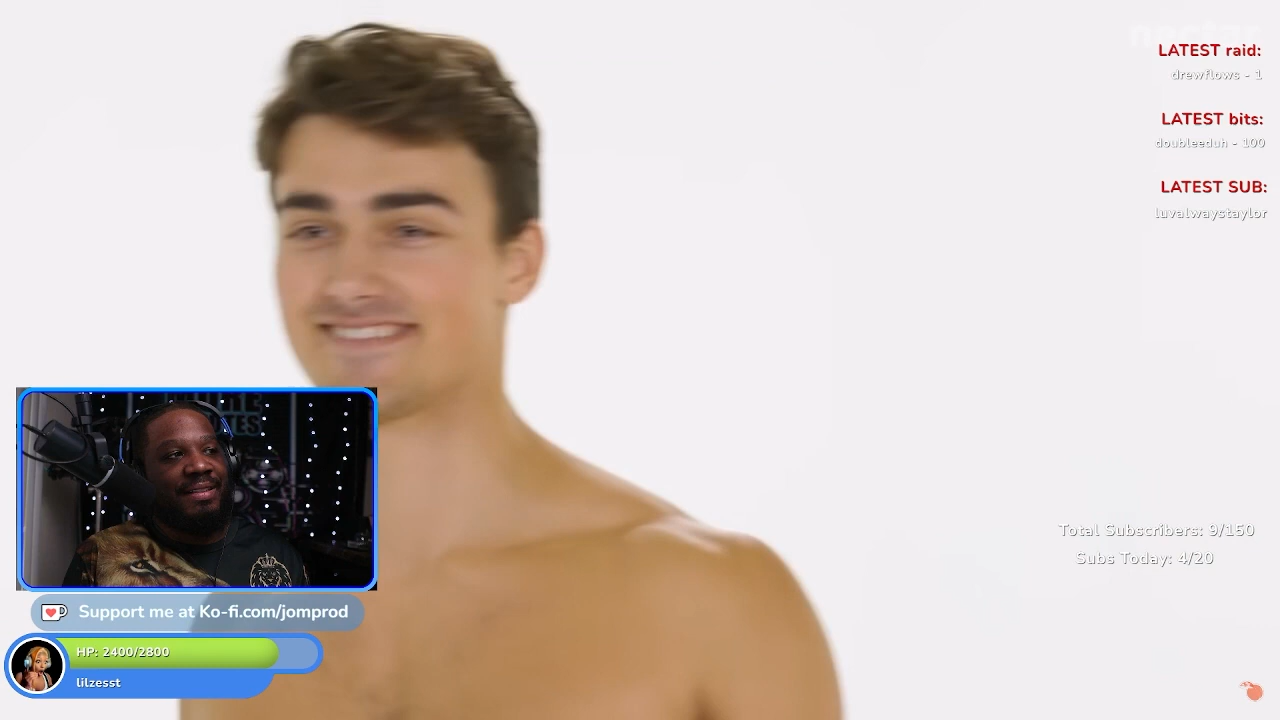 nectar
LATEST raid:
drewflows - 1
LATEST bits:
doubleeduh - 100
LATEST SUB:
luvalwaystaylor
Total Subscribers: 9/150
Subs Today: 4/20
Support me at Ko-fi.com/jomprod
HP: 2400/2800
lilzesst